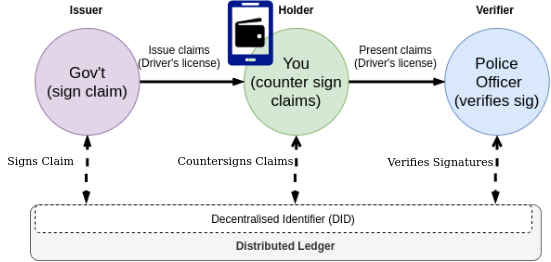 Issuer
Holder
Verifier
Gov't
(sign claim)
Issue claims
(Driver's license)
You
(counter sign
claims)
Present claims
(Driver's license)
Police
Officer
(verifies sig)
Signs Claim
Countersigns Claims
Verifies Signatures
Decentralised Identifier (DID)
Distributed Ledger